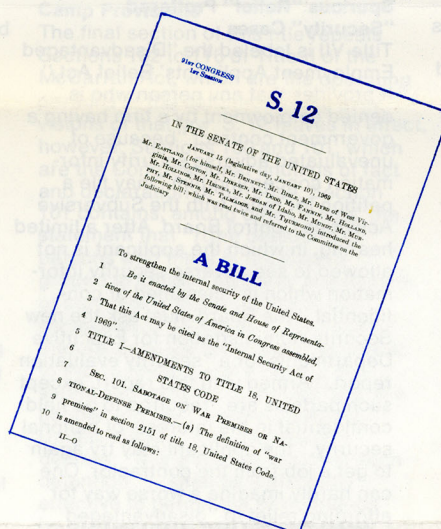 91ST CONGRESS
1ST SESSION
S. 12
IN THE SENATE OF THE UNITED STATES
JANUARY 15 (legislative day, JANUARY 10), 1969
Mr. EASTLAND (for himself, Mr. BENNETT, Mr. BIBLE, Mr. BYRD of West Vir-
ginia, Mr. COTTON, Mr. DIRKSEN, Mr. DODD, Mr. FANNIN, Mr. HOLLAND,
Mr. HOLLINGS, Mr. HRUSKA, Mr. JORDAN of Idaho, Mr. MUNDT, Mr. MUR-
PHY, Mr. STENNIS, Mr. TALMADGE, and Mr. THURMOND) introduced the
following bill; which was read twice and referred to the Committee on the
Judiciary
A BILL
To strengthen the internal security of the United States.
1 Be it enacted by the Senate and House of Representa-
2 tives of the United States of America in Congress assembled,
3 That this Act may be cited as the "Internal Security Act of
4 1969".
5 TITLE I—AMENDMENTS TO TITLE 18, UNITED
6 STATES CODE
7 SEC. 101. SABOTAGE ON WAR PREMISES OR NA-
8 TIONAL-DEFENSE PREMISES.—(a) The definition of "war
9 premises" in section 2151 of title 18, United States Code,
10 is amended to read as follows:
II—O